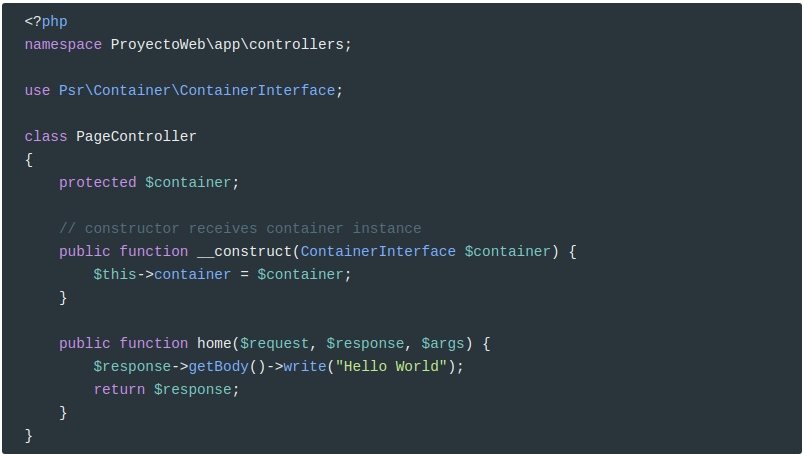 <?php
namespace ProyectoWeb\app\controllers;

use Psr\Container\ContainerInterface;

class PageController
{
    protected $container;

    // constructor receives container instance
    public function __construct(ContainerInterface $container) {
        $this->container = $container;
    }

    public function home($request, $response, $args) {
        $response->getBody()->write("Hello World");
        return $response;
    }
}